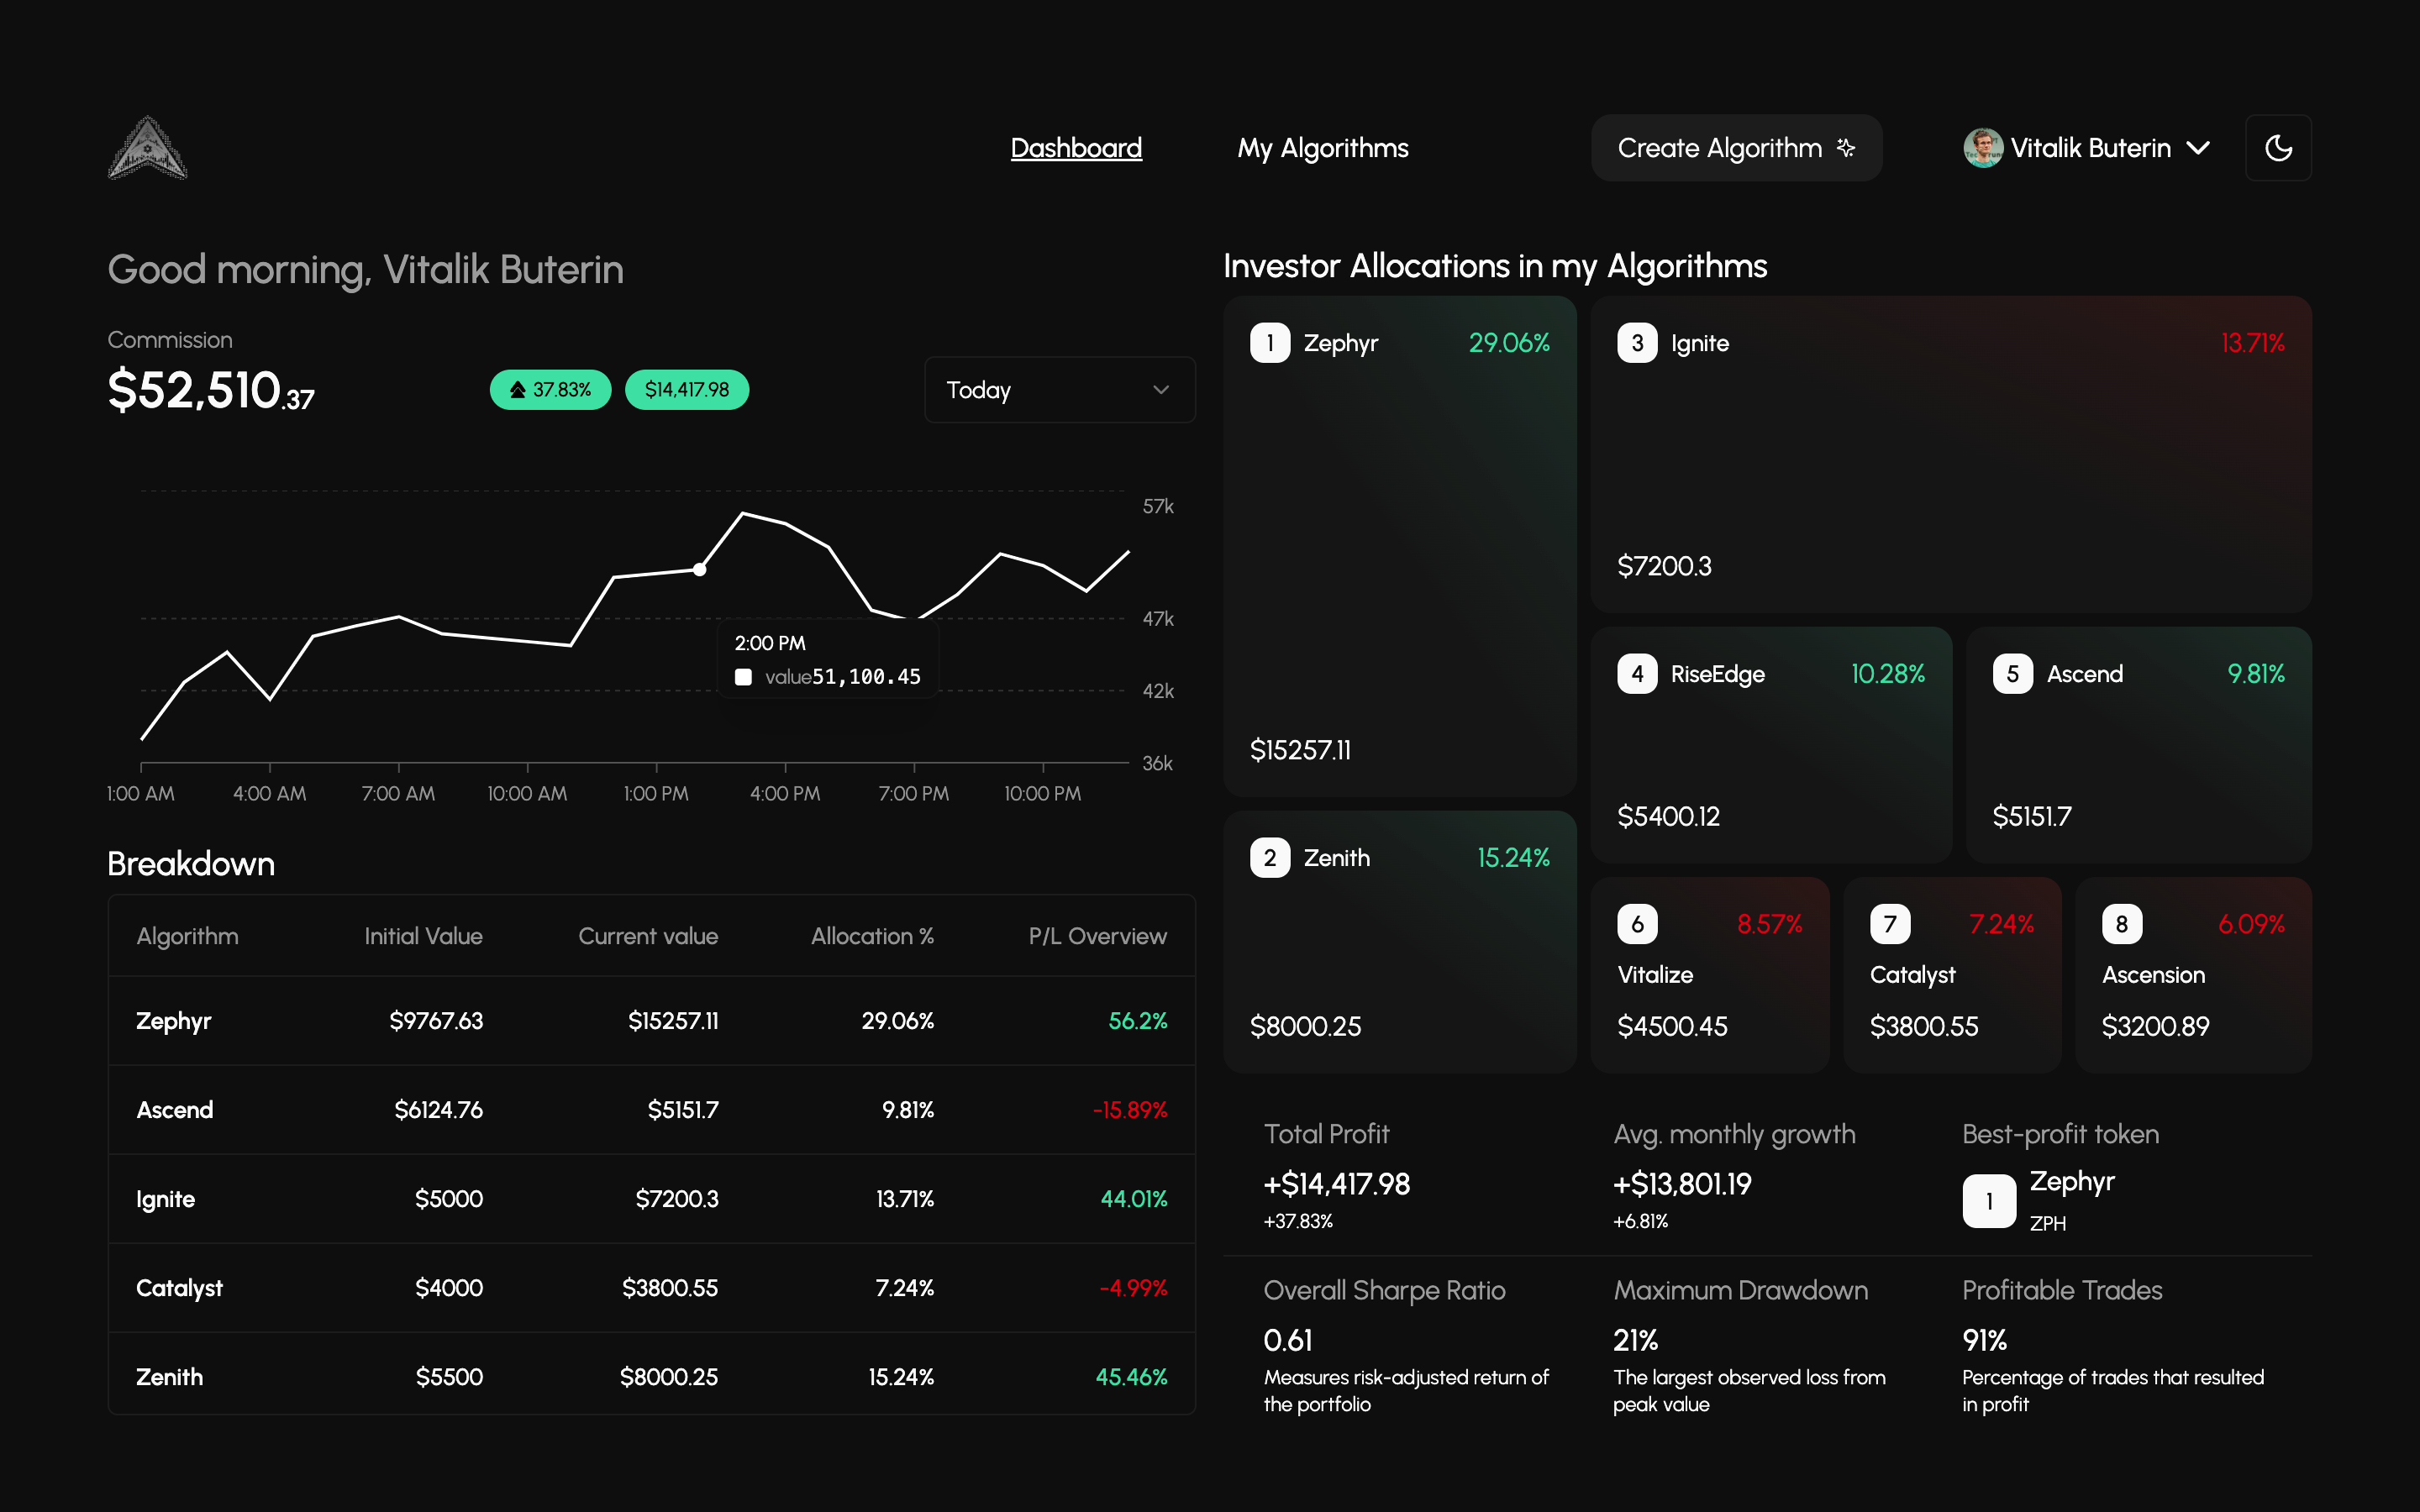 Dashboard
My Algorithms
Create Algorithm
Vitalik Buterin
Good morning, Vitalik Buterin
Commission
$52,510.37
37.83%
$14,417.98
Today
57k
47k
42k
36k
2:00 PM
value51,100.45
1:00 AM 4:00 AM 7:00 AM 10:00 AM 1:00 PM 4:00 PM 7:00 PM 10:00 PM
Breakdown
Algorithm Initial Value Current value Allocation % P/L Overview
Zephyr $9767.63 $15257.11 29.06% 56.2%
Ascend $6124.76 $5151.7 9.81% -15.89%
Ignite $5000 $7200.3 13.71% 44.01%
Catalyst $4000 $3800.55 7.24% -4.99%
Zenith $5500 $8000.25 15.24% 45.46%
Investor Allocations in my Algorithms
1 Zephyr 29.06%
$15257.11
2 Zenith 15.24%
$8000.25
3 Ignite 13.71%
$7200.3
4 RiseEdge 10.28%
$5400.12
5 Ascend 9.81%
$5151.7
6 8.57%
Vitalize
$4500.45
7 7.24%
Catalyst
$3800.55
8 6.09%
Ascension
$3200.89
Total Profit
+$14,417.98
+37.83%
Avg. monthly growth
+$13,801.19
+6.81%
Best-profit token
1 Zephyr
ZPH
Overall Sharpe Ratio
0.61
Measures risk-adjusted return of
the portfolio
Maximum Drawdown
21%
The largest observed loss from
peak value
Profitable Trades
91%
Percentage of trades that resulted
in profit